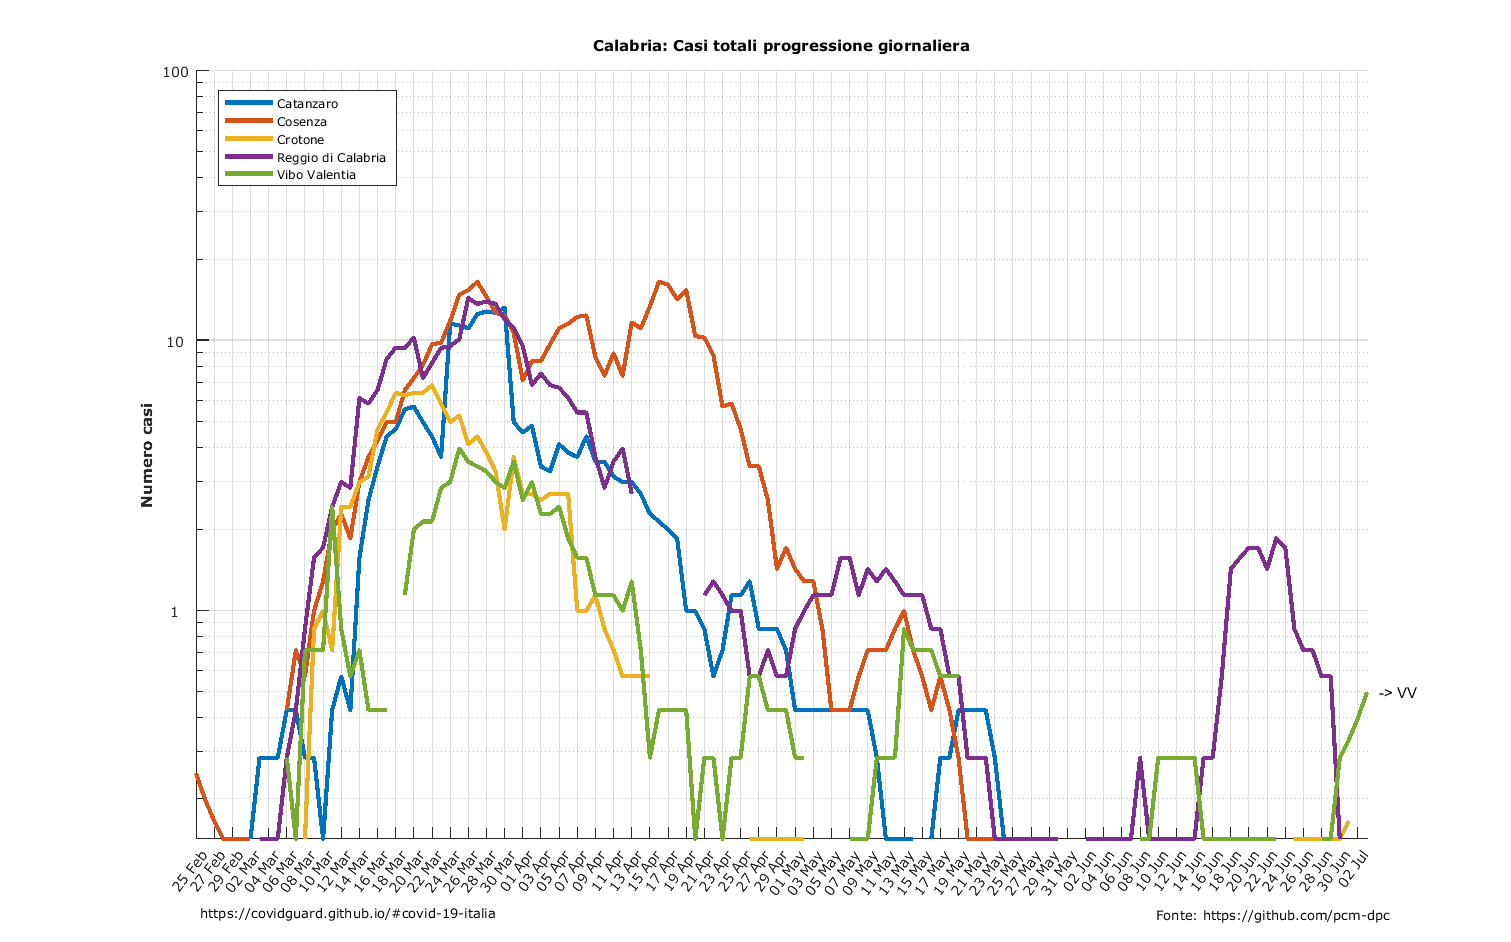 Calabria: Casi totali progressione giornaliera
100
10
1
Numero casi
Catanzaro
Cosenza
Crotone
Reggio di Calabria
Vibo Valentia
-> VV
25 Feb
27 Feb
29 Feb
02 Mar
04 Mar
06 Mar
08 Mar
10 Mar
12 Mar
14 Mar
16 Mar
18 Mar
20 Mar
22 Mar
24 Mar
26 Mar
28 Mar
30 Mar
01 Apr
03 Apr
05 Apr
07 Apr
09 Apr
11 Apr
13 Apr
15 Apr
17 Apr
19 Apr
21 Apr
23 Apr
25 Apr
27 Apr
29 Apr
01 May
03 May
05 May
07 May
09 May
11 May
13 May
15 May
17 May
19 May
21 May
23 May
25 May
27 May
29 May
31 May
02 Jun
04 Jun
06 Jun
08 Jun
10 Jun
12 Jun
14 Jun
16 Jun
18 Jun
20 Jun
22 Jun
24 Jun
26 Jun
28 Jun
30 Jun
02 Jul
https://covidguard.github.io/#covid-19-italia
Fonte: https://github.com/pcm-dpc